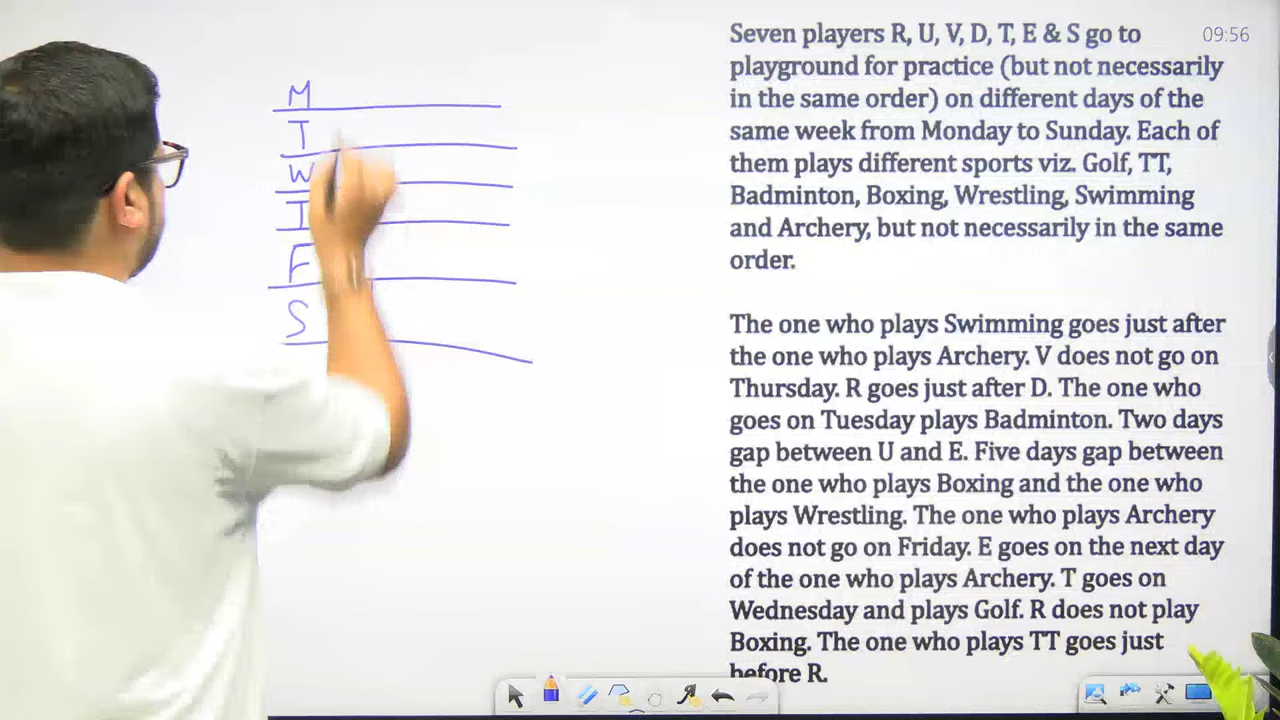 Seven players R, U, V, D, T, E & S go to
09:56
playground for practice (but not necessarily
in the same order) on different days of the
same week from Monday to Sunday. Each of
them plays different sports viz. Golf, TT,
Badminton, Boxing, Wrestling, Swimming
and Archery, but not necessarily in the same
order.
The one who plays Swimming goes just after
the one who plays Archery. V does not go on
Thursday. R goes just after D. The one who
goes on Tuesday plays Badminton. Two days
gap between U and E. Five days gap between
the one who plays Boxing and the one who
plays Wrestling. The one who plays Archery
does not go on Friday. E goes on the next day
of the one who plays Archery. T goes on
Wednesday and plays Golf. R does not play
Boxing. The one who plays TT goes just
before R.
M
T
W
T
F
S